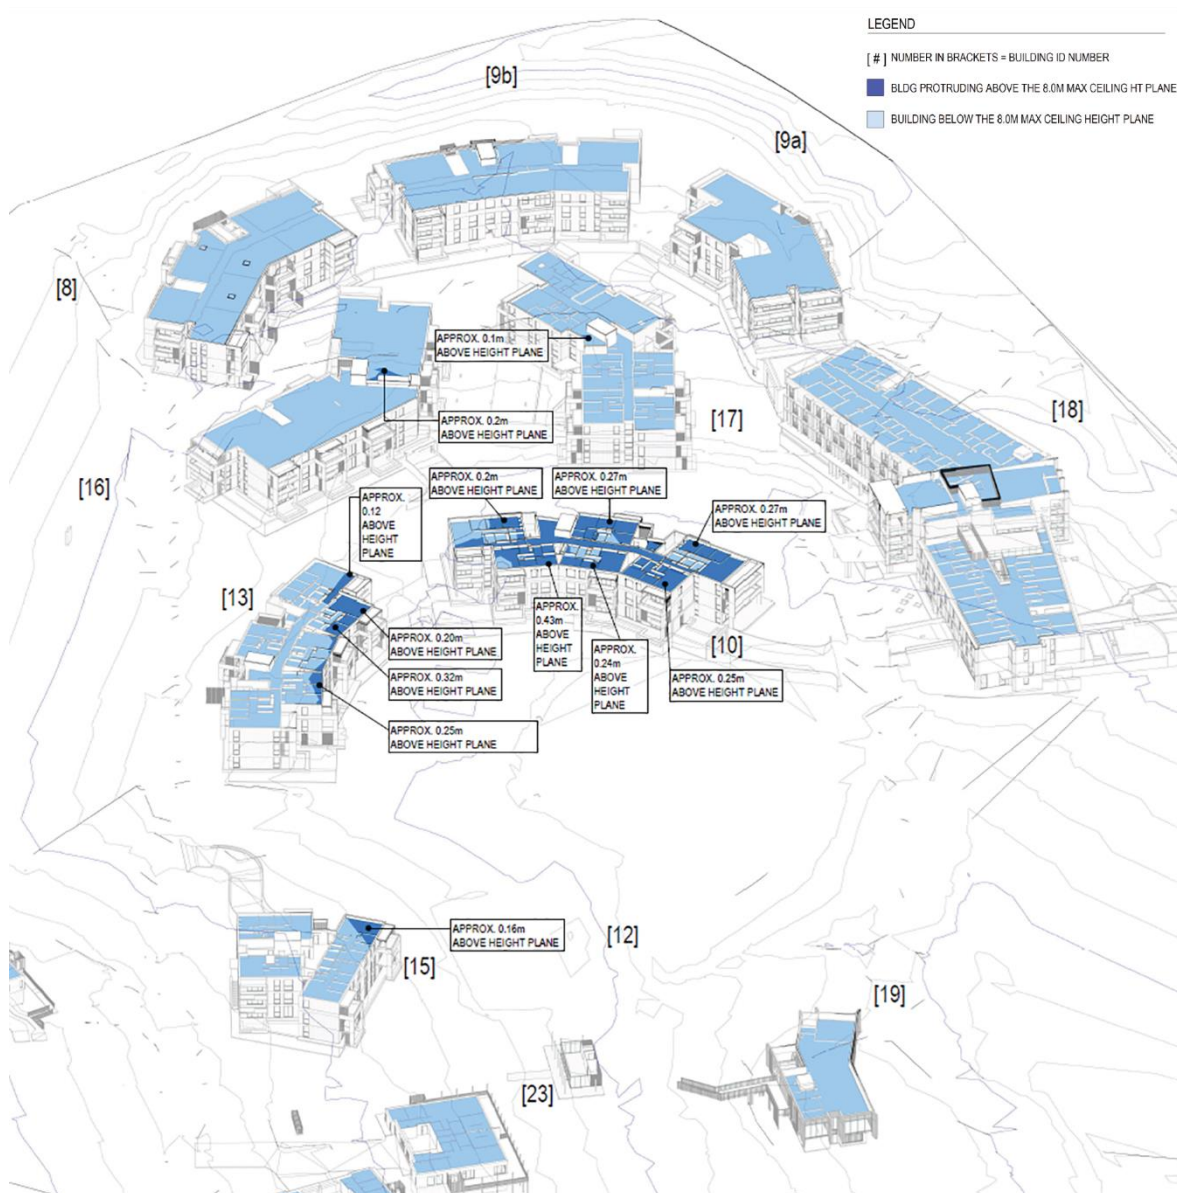 LEGEND
[ # ] NUMBER IN BRACKETS = BUILDING ID NUMBER
BLDG PROTRUDING ABOVE THE 8.0M MAX CEILING HT PLANE
BUILDING BELOW THE 8.0M MAX CEILING HEIGHT PLANE
[9b]
[9a]
[8]
APPROX. 0.1m
ABOVE HEIGHT PLANE
APPROX. 0.2m
ABOVE HEIGHT PLANE
[17]
[18]
[16]
APPROX.
0.12
ABOVE
HEIGHT
PLANE
APPROX. 0.2m
ABOVE HEIGHT PLANE
APPROX. 0.27m
ABOVE HEIGHT PLANE
APPROX. 0.27m
ABOVE HEIGHT PLANE
[13]
APPROX. 0.20m
ABOVE HEIGHT PLANE
APPROX. 0.32m
ABOVE HEIGHT PLANE
APPROX. 0.25m
ABOVE HEIGHT PLANE
APPROX.
0.43m
ABOVE
HEIGHT
PLANE
APPROX.
0.24m
ABOVE
HEIGHT
PLANE
[10]
APPROX. 0.25m
ABOVE HEIGHT PLANE
APPROX. 0.16m
ABOVE HEIGHT PLANE
[12]
[15]
[19]
[23]